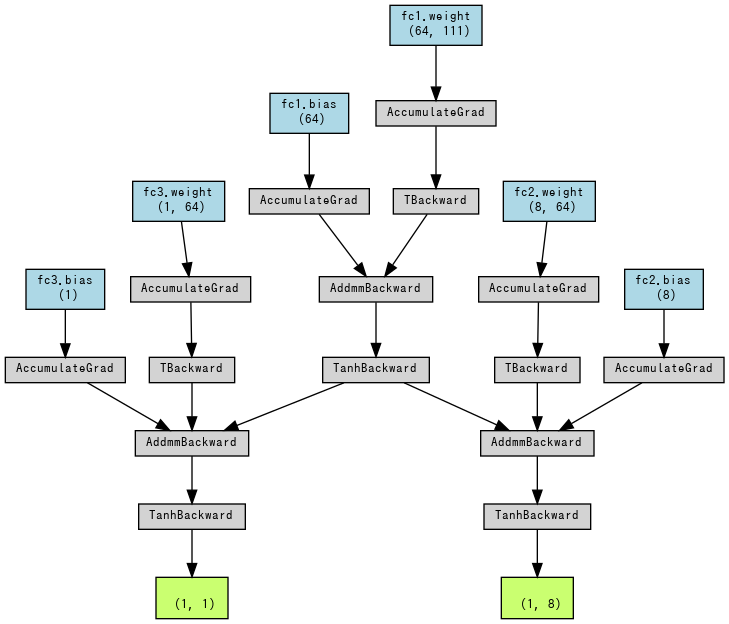 fc1.weight
(64, 111)
fc1.bias
(64)
AccumulateGrad
fc3.weight
(1, 64)
AccumulateGrad
TBackward
fc2.weight
(8, 64)
fc3.bias
(1)
AccumulateGrad
AddmmBackward
AccumulateGrad
fc2.bias
(8)
AccumulateGrad
TBackward
TanhBackward
TBackward
AccumulateGrad
AddmmBackward
AddmmBackward
TanhBackward
TanhBackward
(1, 1)
(1, 8)